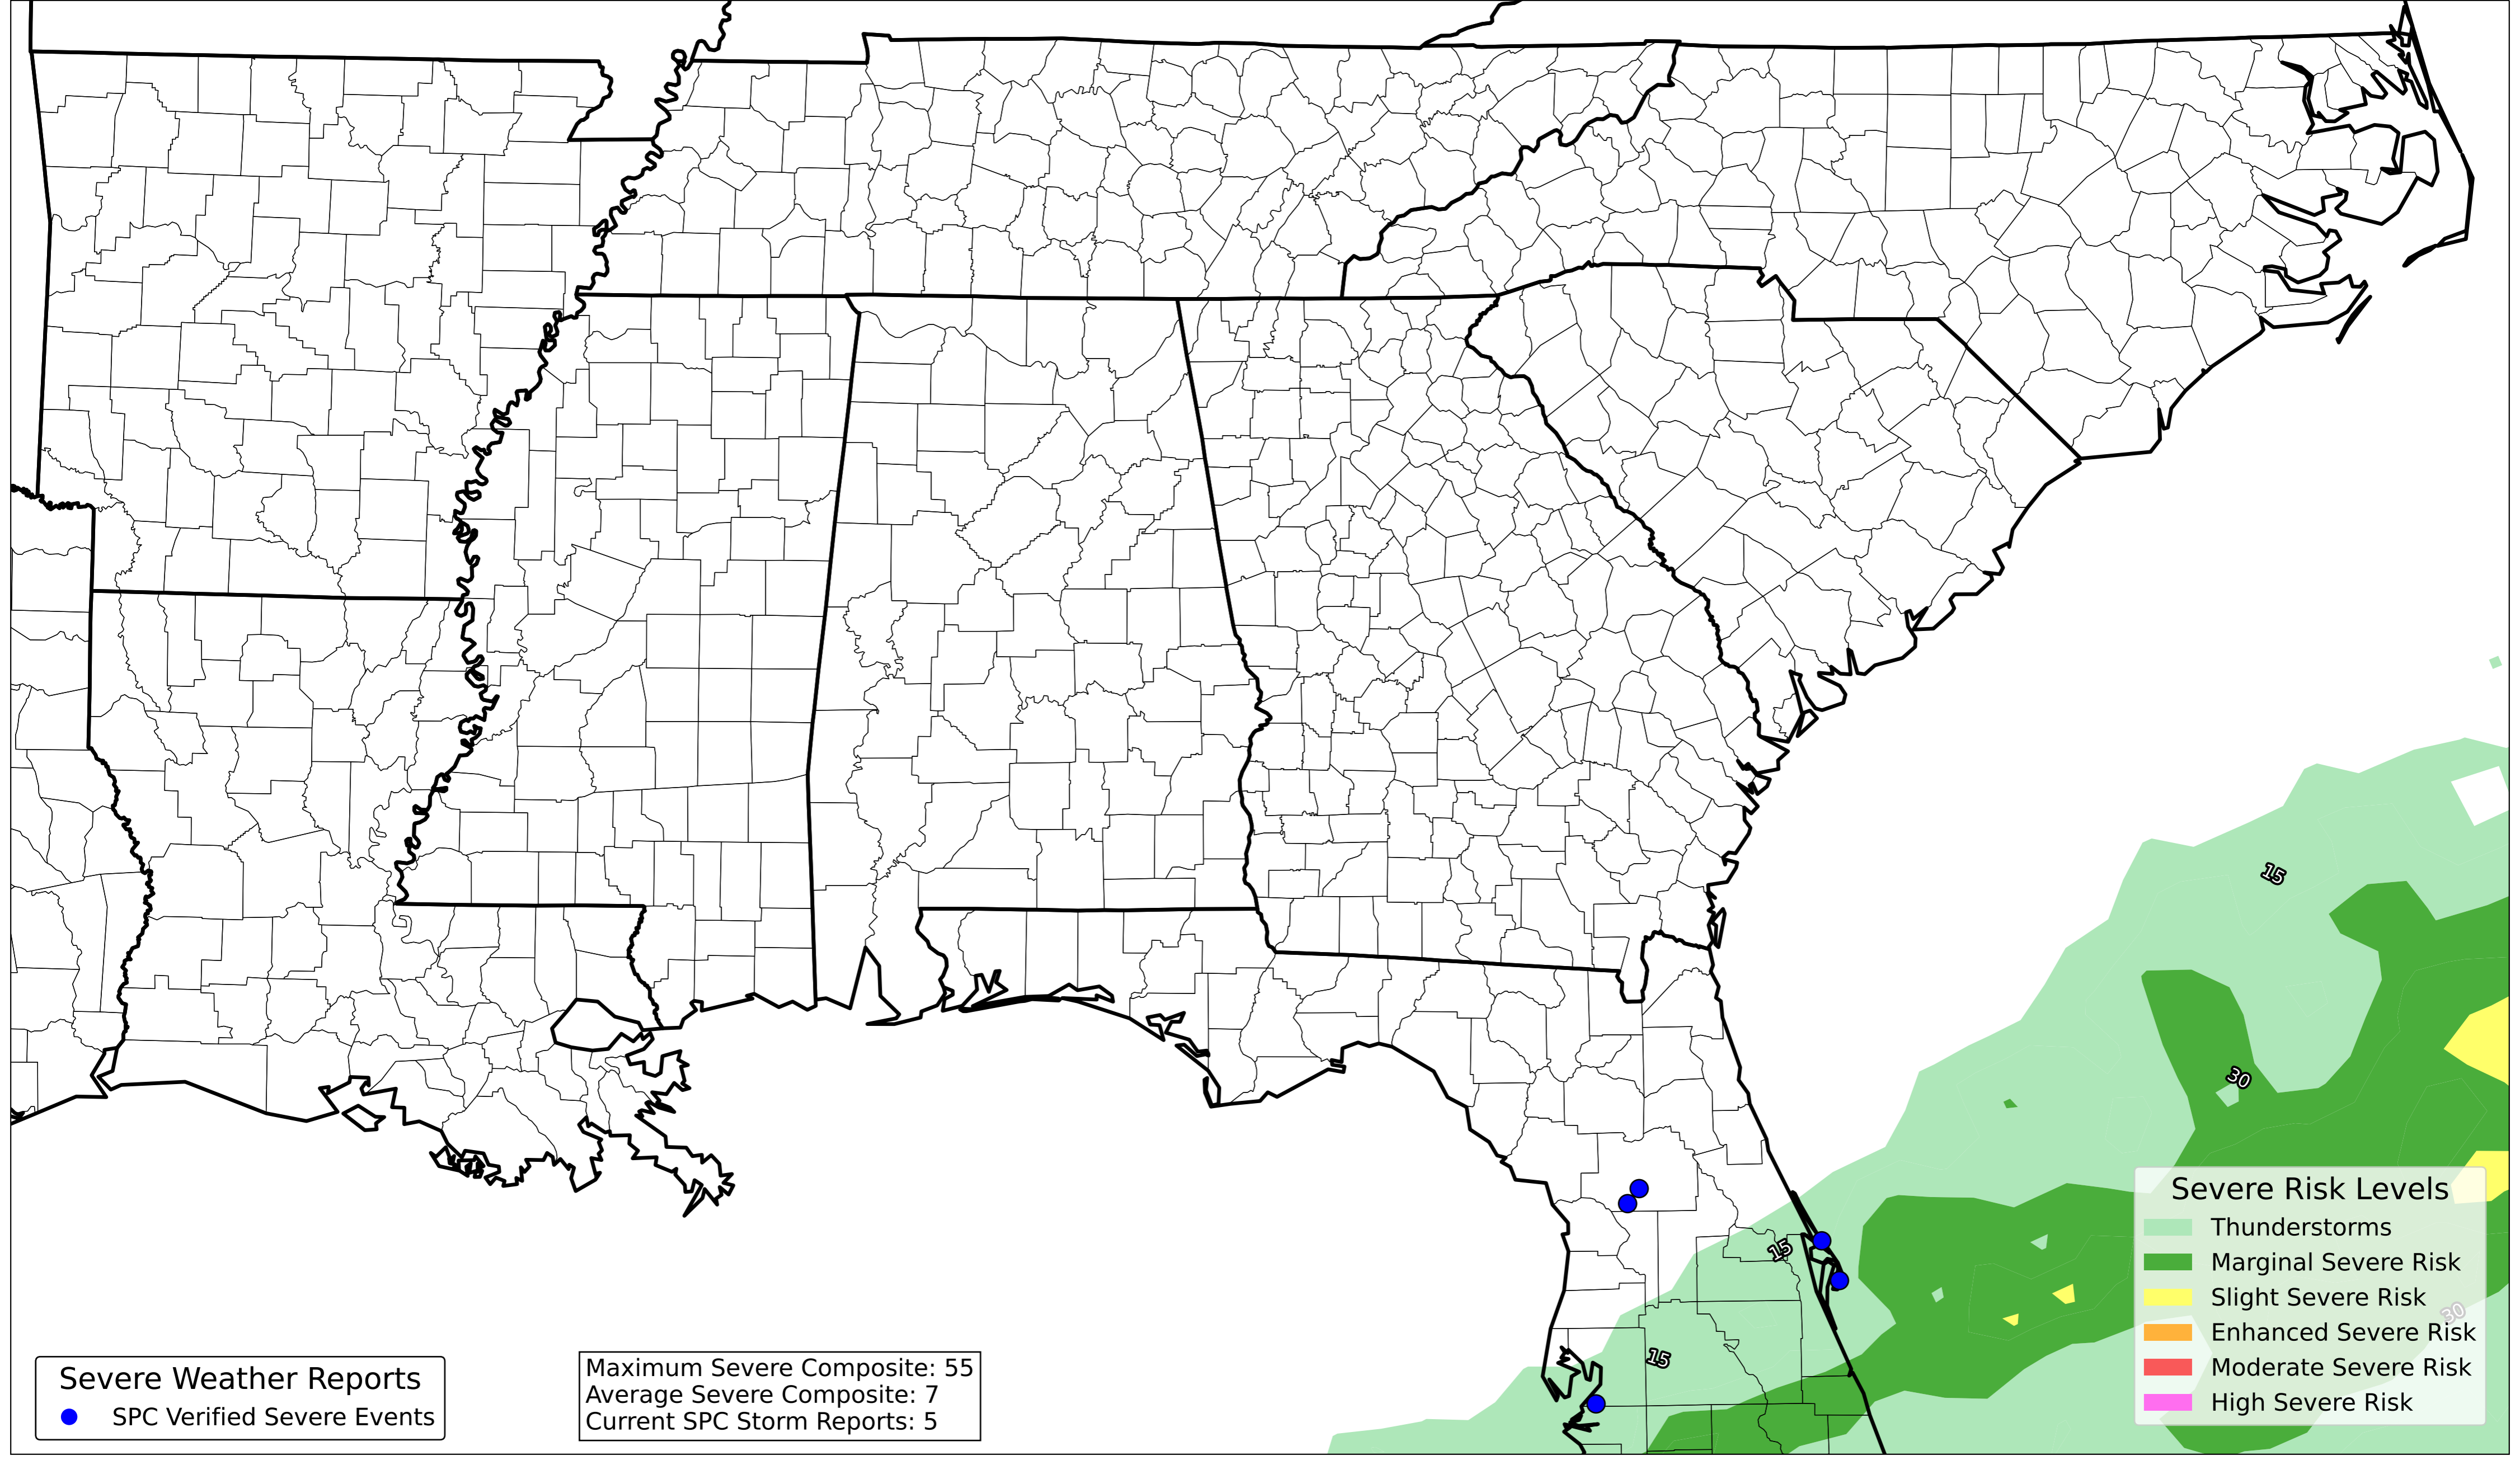 15
30
15
15
30
Severe Risk Levels
Thunderstorms
Marginal Severe Risk
Slight Severe Risk
Enhanced Severe Risk
Moderate Severe Risk
High Severe Risk
Severe Weather Reports
SPC Verified Severe Events
Maximum Severe Composite: 55
Average Severe Composite: 7
Current SPC Storm Reports: 5